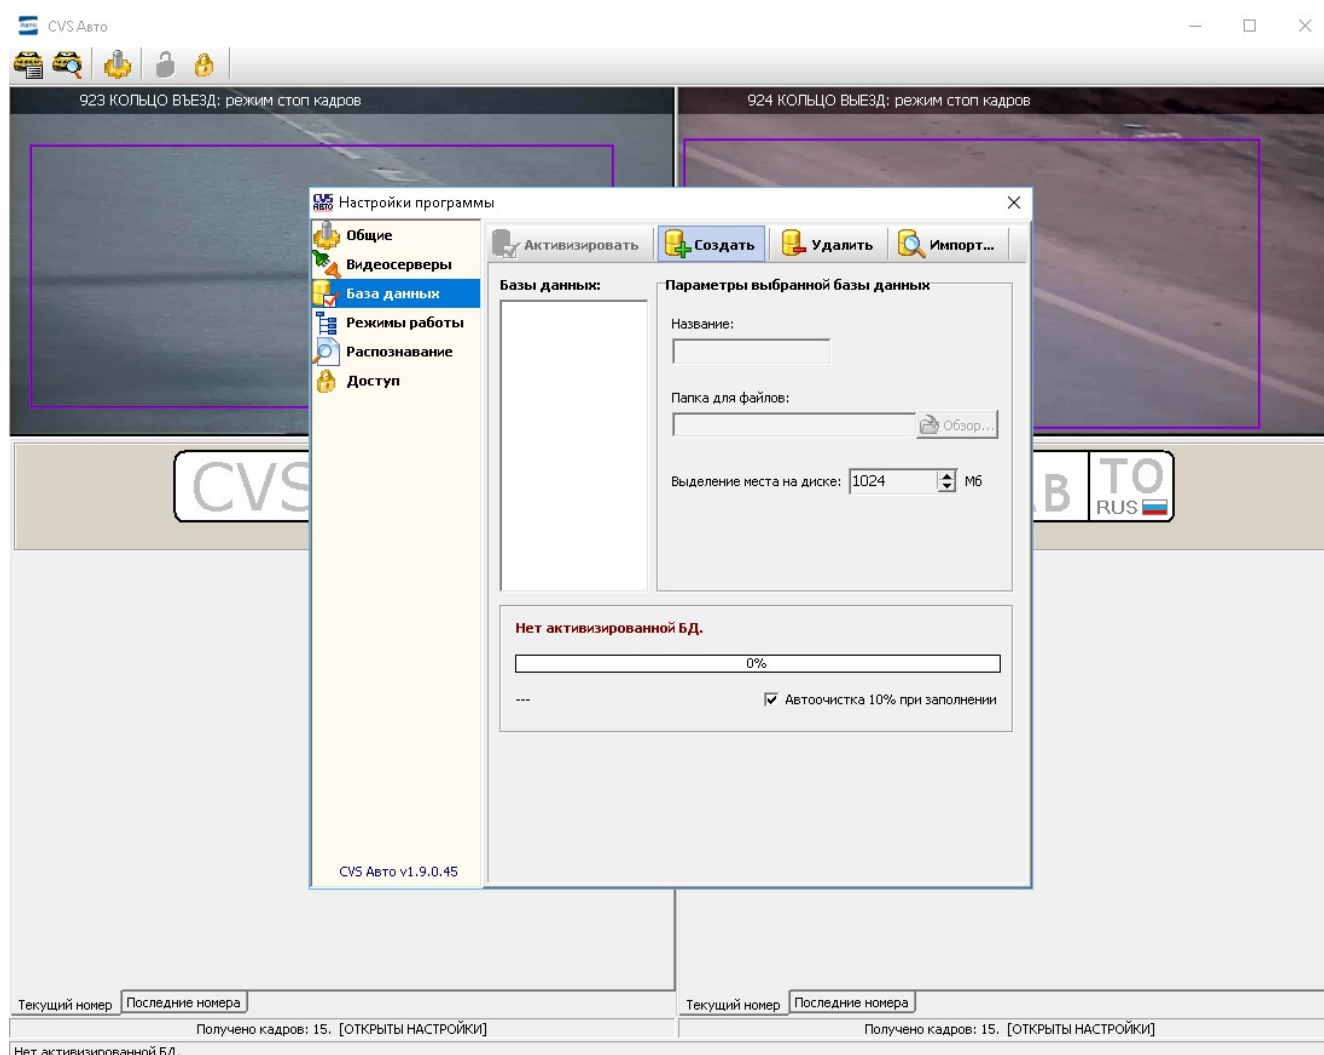 CVS Авто
923 КОЛЬЦО ВЪЕЗД: режим стоп кадров
924 КОЛЬЦО ВЫЕЗД: режим стоп кадров
CVS АВТО Настройки программы
Общие
Видеосерверы
База данных
Режимы работы
Распознавание
Доступ
CVS Авто v1.9.0.45
Активизировать
Создать
Удалить
Импорт...
Базы данных:
Параметры выбранной базы данных
Название:
Папка для файлов:
Обзор...
Выделение места на диске: 1024 Мб
Нет активизированной БД.
0%
---
Автоочистка 10% при заполнении
CVS
В ТО
RUS
Текущий номер Последние номера
Текущий номер Последние номера
Получено кадров: 15. [ОТКРЫТЫ НАСТРОЙКИ]
Получено кадров: 15. [ОТКРЫТЫ НАСТРОЙКИ]
Нет активизированной БД.